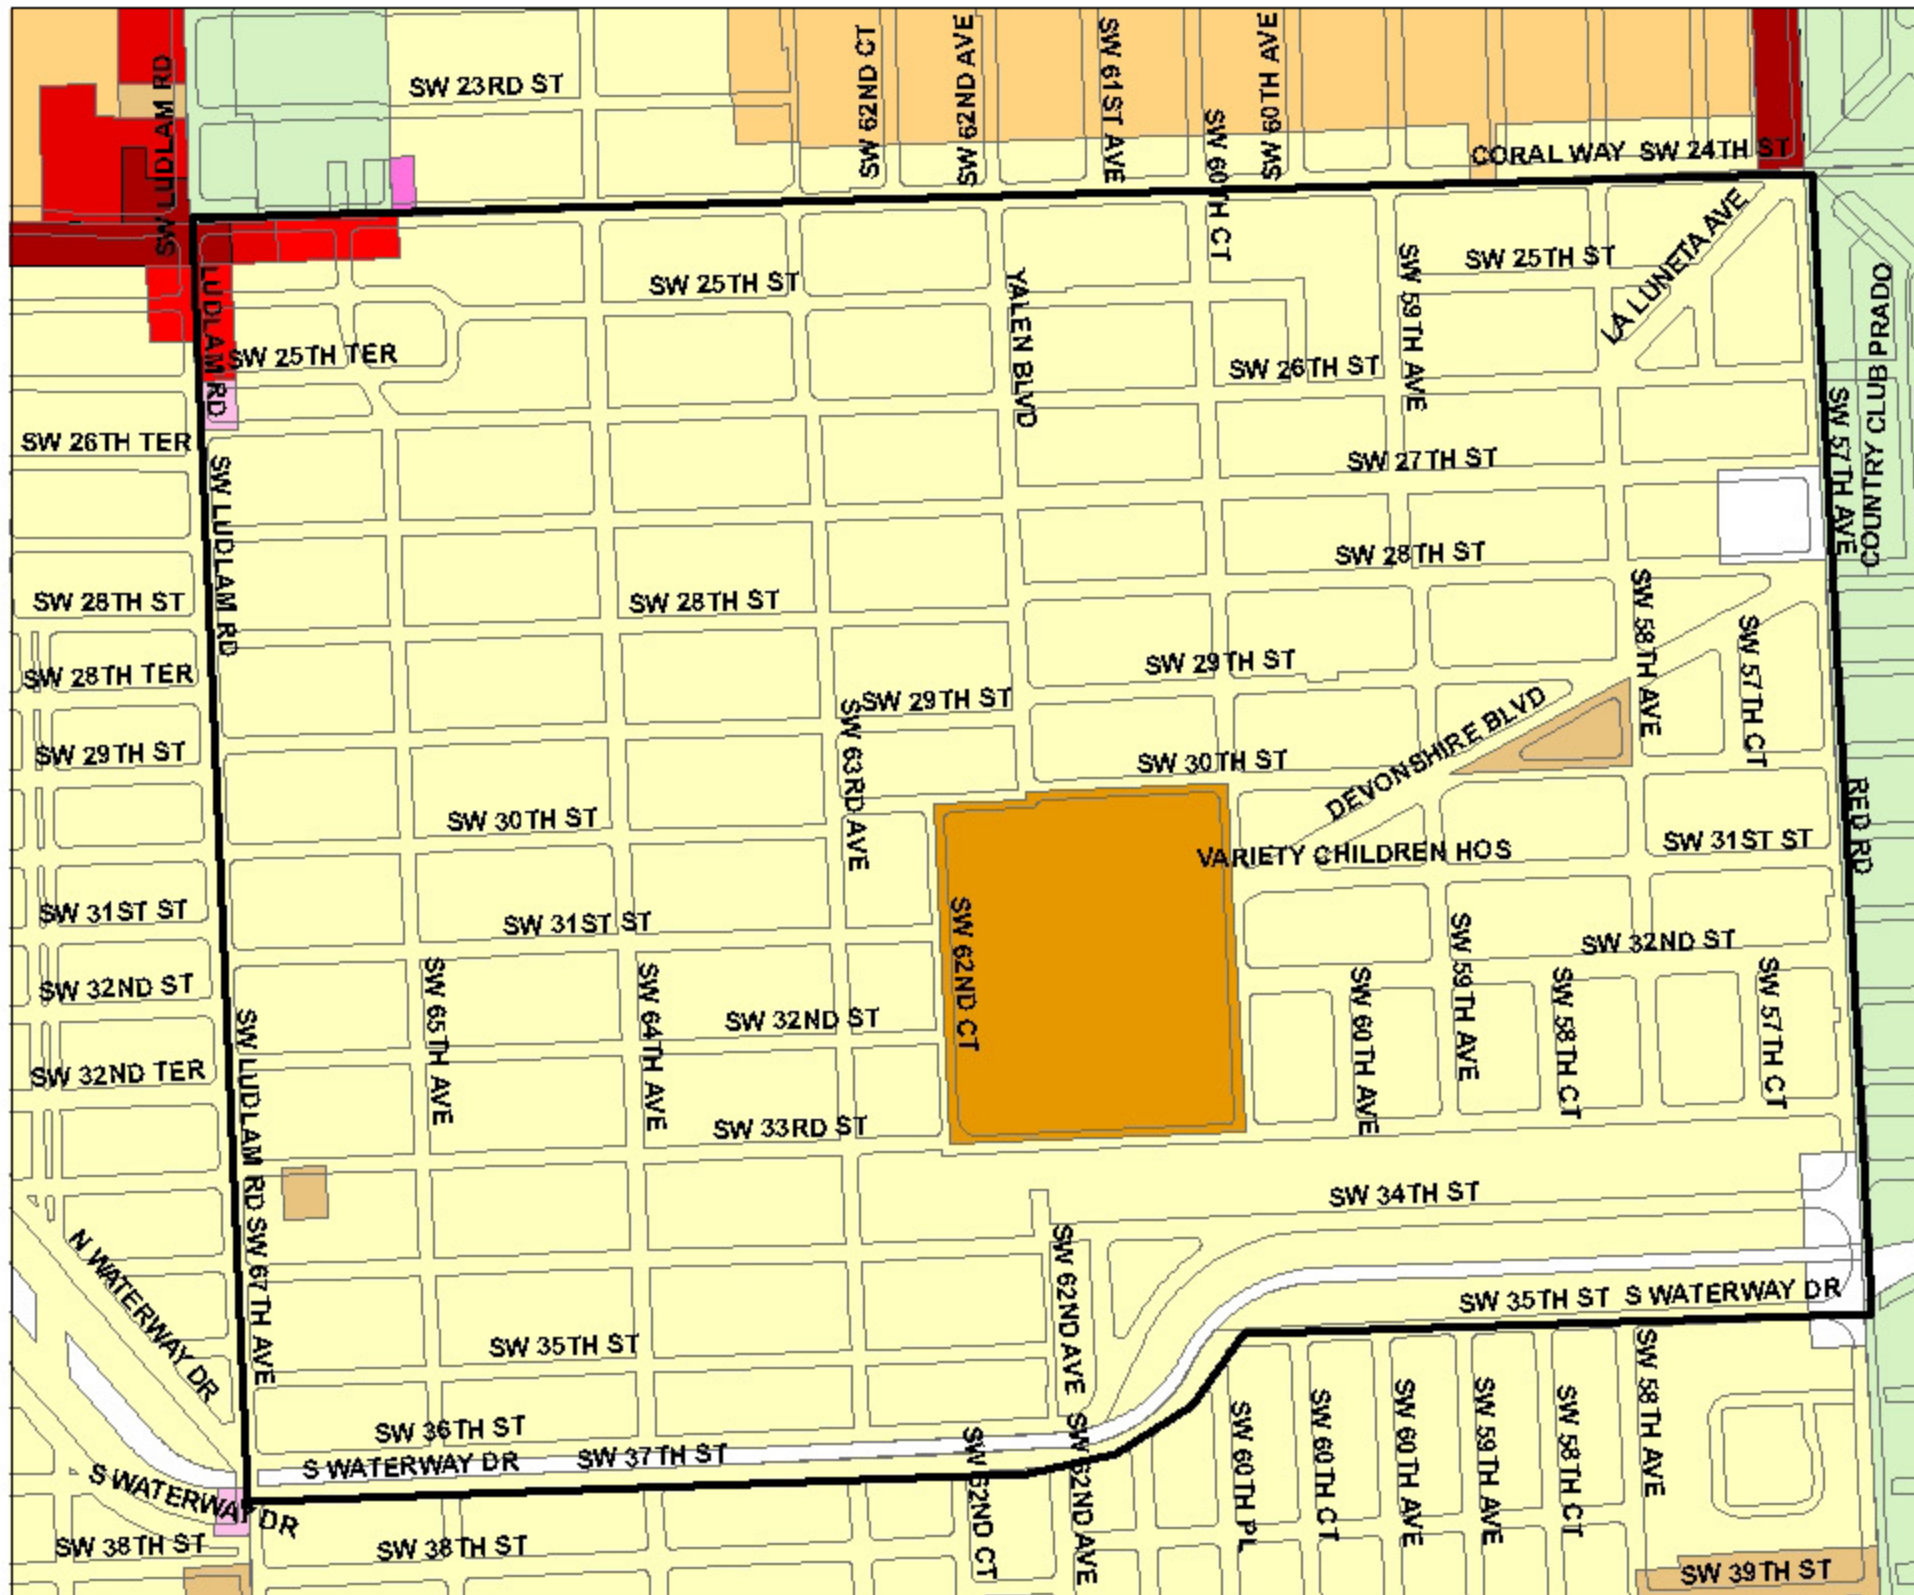 SW 62ND CT
SW 62ND AVE
SW 61ST AVE
SW 60TH AVE
SW 23RD ST
SW LUDLAM RD
SW 60TH CT
CORAL WAY SW 24TH ST
LA LUNETA AVE
SW 25TH ST
SW 25TH ST
LUDLAM RD
YALEN BLVD
SW 59TH AVE
COUNTRY CLUB PRADO
SW 25TH TER
SW 26TH ST
SW 57TH AVE
SW 26TH TER
SW 27TH ST
SW LUDLAM RD
SW 28TH ST
SW 28TH ST
SW 28TH ST
SW 58TH AVE
SW 57TH CT
SW 29TH ST
SW 28TH TER
SW 29TH ST
SW 63RD AVE
DEVONSHIRE BLVD
SW 29TH ST
SW 30TH ST
RED RD
SW 30TH ST
VARIETY CHILDREN HOS
SW 31ST ST
SW 31ST ST
SW 31ST ST
SW 62ND CT
SW 59TH AVE
SW 32ND ST
SW 32ND ST
SW 65TH AVE
SW 64TH AVE
SW 32ND ST
SW 60TH AVE
SW 58TH CT
SW 57TH CT
SW 32ND TER
SW LUDLAM RD SW 67TH AVE
SW 33RD ST
SW 34TH ST
N WATERWAY DR
SW 62ND AVE
SW 35TH ST S WATERWAY DR
SW 35TH ST
SW 58TH AVE
SW 36TH ST
SW 60TH PL
SW 60TH CT
SW 60TH AVE
SW 59TH AVE
SW 58TH CT
S WATERWAY DR
SW 37TH ST
SW 62ND CT
SW 62ND AVE
S WATERWAY DR
SW 38TH ST
SW 38TH ST
SW 39TH ST